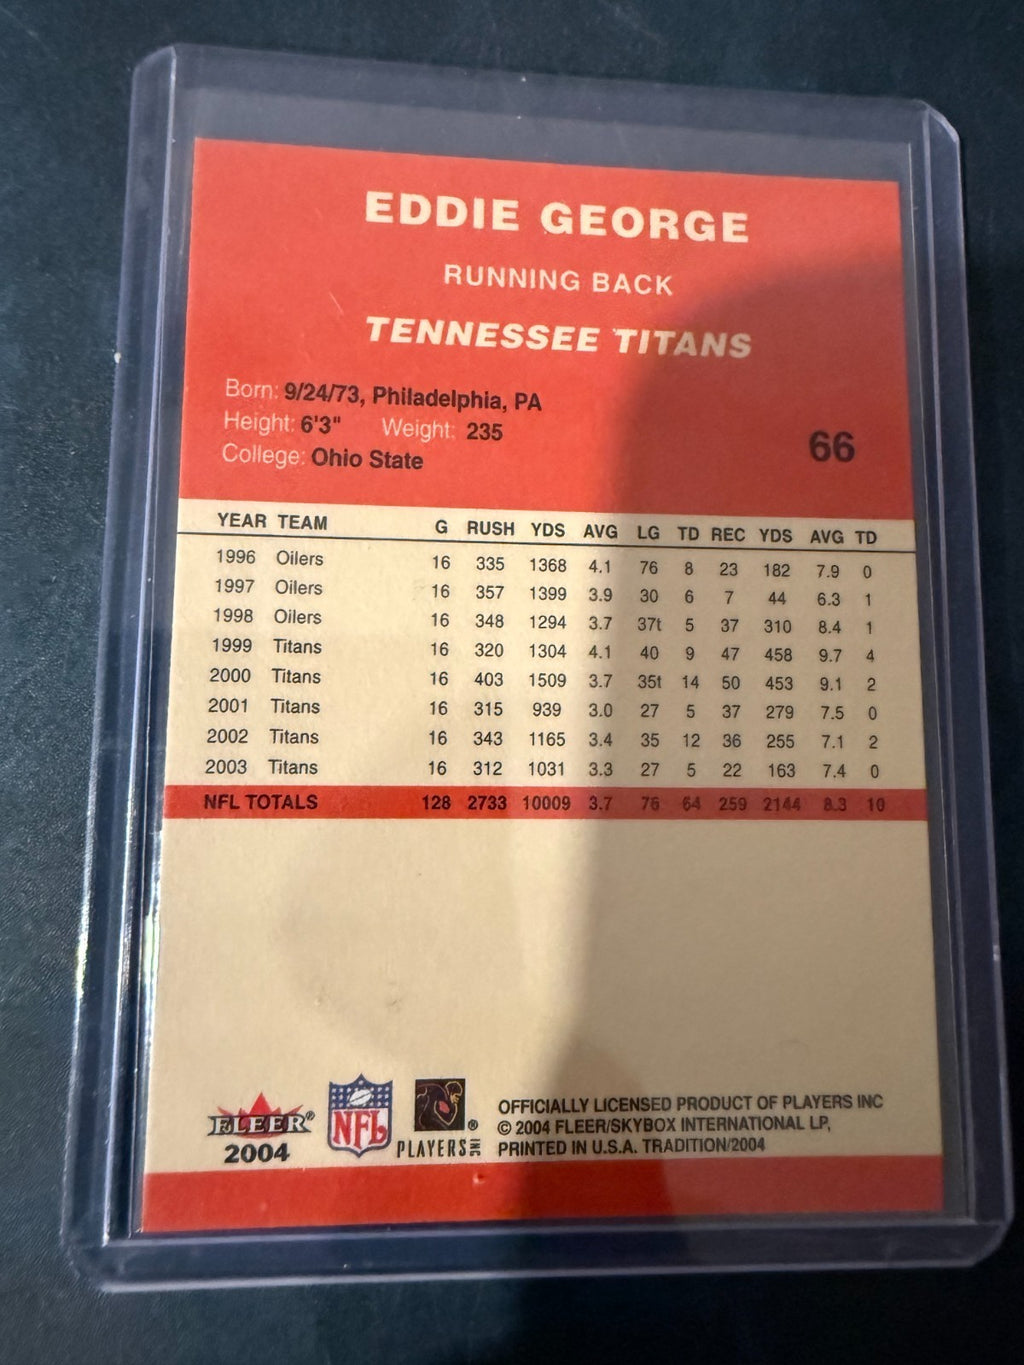 EDDIE GEORGE
RUNNING BACK
TENNESSEE TITANS
Born: 9/24/73, Philadelphia, PA
Height: 6'3" Weight: 235
College: Ohio State
66
YEAR TEAM G RUSH YDS AVG LG TD REC YDS AVG TD
1996 Oilers 16 335 1368 4.1 76 8 23 182 7.9 0
1997 Oilers 16 357 1399 3.9 30 6 7 44 6.3 1
1998 Oilers 16 348 1294 3.7 37t 5 37 310 8.4 1
1999 Titans 16 320 1304 4.1 40 9 47 458 9.7 4
2000 Titans 16 403 1509 3.7 35t 14 50 453 9.1 2
2001 Titans 16 315 939 3.0 27 5 37 279 7.5 0
2002 Titans 16 343 1165 3.4 35 12 36 255 7.1 2
2003 Titans 16 312 1031 3.3 27 5 22 163 7.4 0
NFL TOTALS 128 2733 10009 3.7 76 64 259 2144 8.3 10
FLEER®
2004
NFL
PLAYERS INC ®
OFFICIALLY LICENSED PRODUCT OF PLAYERS INC
© 2004 FLEER/SKYBOX INTERNATIONAL LP,
PRINTED IN U.S.A. TRADITION/2004